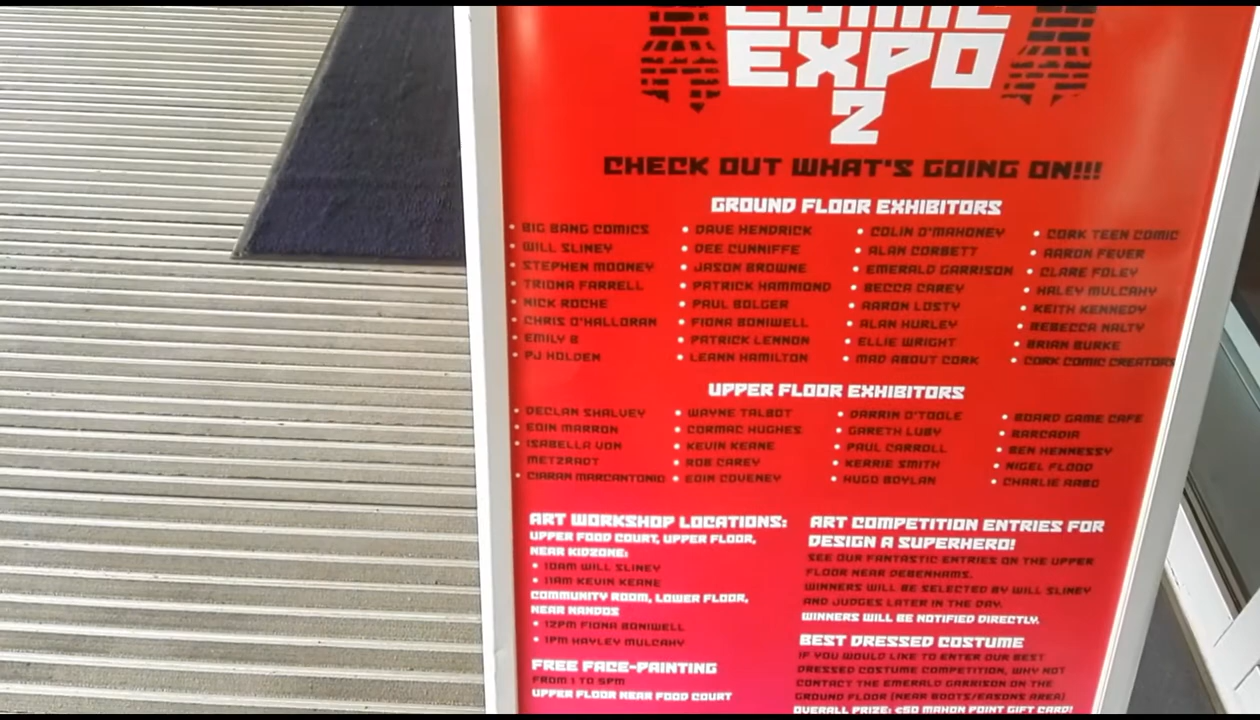 COMIC
EXPO
2
CHECK OUT WHAT'S GOING ON!!!
GROUND FLOOR EXHIBITORS
• BIG BANG COMICS
• WILL SLINEY
• STEPHEN MOONEY
• TRIONA FARRELL
• NICK ROCHE
• CHRIS O'HALLORAN
• EMILY B
• PJ HOLDEN
• DAVE HENDRICK
• DEE CUNNIFFE
• JASON BROWNE
• PATRICK HAMMOND
• PAUL BOLGER
• FIONA BONIWELL
• PATRICK LENNON
• LEANN HAMILTON
• COLIN O'MAHONEY
• ALAN CORBETT
• EMERALD GARRISON
• BECCA CAREY
• AARON LOSTY
• ALAN HURLEY
• ELLIE WRIGHT
• MAD ABOUT CORK
• CORK TEEN COMIC
• AARON FEVER
• CLARE FOLEY
• HALEY MULCAHY
• KEITH KENNEDY
• REBECCA NALTY
• BRIAN BURKE
• CORK COMIC CREATORS
UPPER FLOOR EXHIBITORS
• DECLAN SHALVEY
• EOIN MARRON
• ISABELLA VON
METZRADT
• CIARAN MARCANTONIO
• WAYNE TALBOT
• CORMAC HUGHES
• KEVIN KEANE
• ROB CAREY
• EOIN COVENEY
• DARRIN O'TOOLE
• GARETH LUBY
• PAUL CARROLL
• KERRIE SMITH
• HUGO BOYLAN
• BOARD GAME CAFE
• BARCADIA
• BEN HENNESSY
• NIGEL FLOOD
• CHARLIE AABO
ART WORKSHOP LOCATIONS:
UPPER FOOD COURT, UPPER FLOOR,
NEAR KIDZONE:
• 10AM WILL SLINEY
• 11AM KEVIN KEANE
COMMUNITY ROOM, LOWER FLOOR,
NEAR NANDOS
• 12PM FIONA BONIWELL
• 1PM HAYLEY MULCAHY
FREE FACE-PAINTING
FROM 1 TO 5PM
UPPER FLOOR NEAR FOOD COURT
ART COMPETITION ENTRIES FOR
DESIGN A SUPERHERO!
SEE OUR FANTASTIC ENTRIES ON THE UPPER
FLOOR NEAR DEBENHAMS.
WINNERS WILL BE SELECTED BY WILL SLINEY
AND JUDGES LATER IN THE DAY.
WINNERS WILL BE NOTIFIED DIRECTLY.
BEST DRESSED COSTUME
IF YOU WOULD LIKE TO ENTER OUR BEST
DRESSED COSTUME COMPETITION, WHY NOT
CONTACT THE EMERALD GARRISON ON THE
GROUND FLOOR (NEAR BOOTS/EASONS AREA)
OVERALL PRIZE: €50 MAHON POINT GIFT CARD!